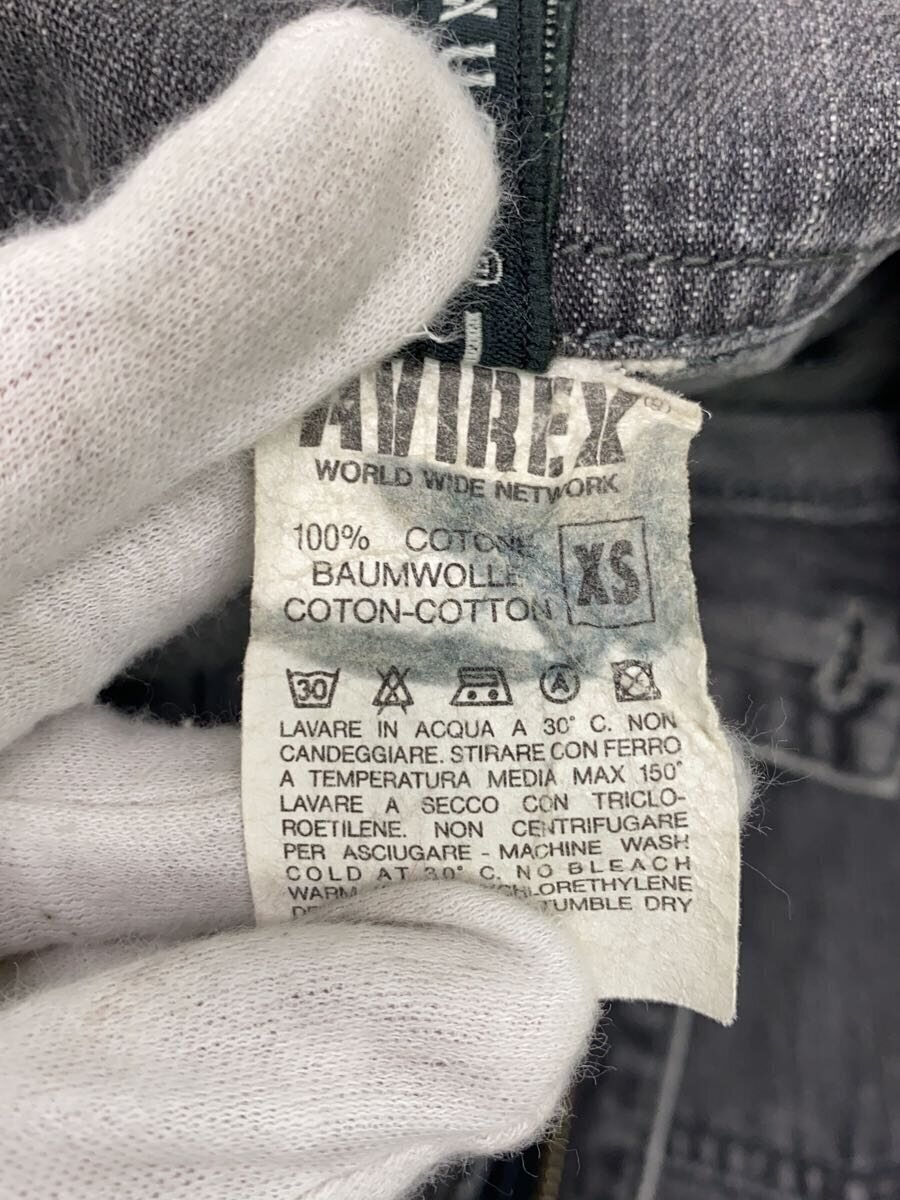 AVIREX
WORLD WIDE NETWORK
100% COTONE
BAUMWOLLE
COTON-COTTON
XS
30 A
LAVARE IN ACQUA A 30° C. NON
CANDEGGIARE. STIRARE CON FERRO
A TEMPERATURA MEDIA MAX 150°
LAVARE A SECCO CON TRICLO-
ROETILENE. NON CENTRIFUGARE
PER ASCIUGARE - MACHINE WASH
COLD AT 30° C. NO BLEACH
WARM
TUMBLE DRY